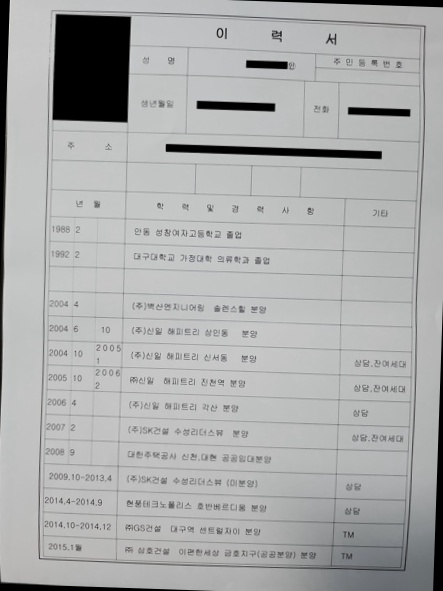 이 력 서
성 명
주 민 등 록 번 호
생년월일
전화
주 소
년 월 학 력 및 경 력 사 항 기타
1988 2 안동 성창여자고등학교 졸업
1992 2 대구대학교 가정대학 의류학과 졸업
2004 4 (주)백산엔지니어링 솔렌스힐 분양
2004 6 10 (주)신일 해피트리 상인동 분양
2004 10 2005 1 (주)신일 해피트리 신서동 분양 상담,잔여세대
2005 10 2006 2 ㈜신일 해피트리 진천역 분양 상담,잔여세대
2006 4 (주)신일 해피트리 각산 분양 상담
2007 2 (주)SK건설 수성리더스뷰 분양 상담,잔여세대
2008 9 대한주택공사 신천,대현 공공임대분양
2009.10-2013.4 (주)SK건설 수성리더스뷰 (미분양) 상담
2014.4-2014.9 현풍테크노폴리스 호반베르디움 분양 상담
2014.10-2014.12 ㈜GS건설 대구역 센트럴자이 분양 TM
2015.1월 ㈜ 삼호건설 이편한세상 금호지구(공공분양) 분양 TM